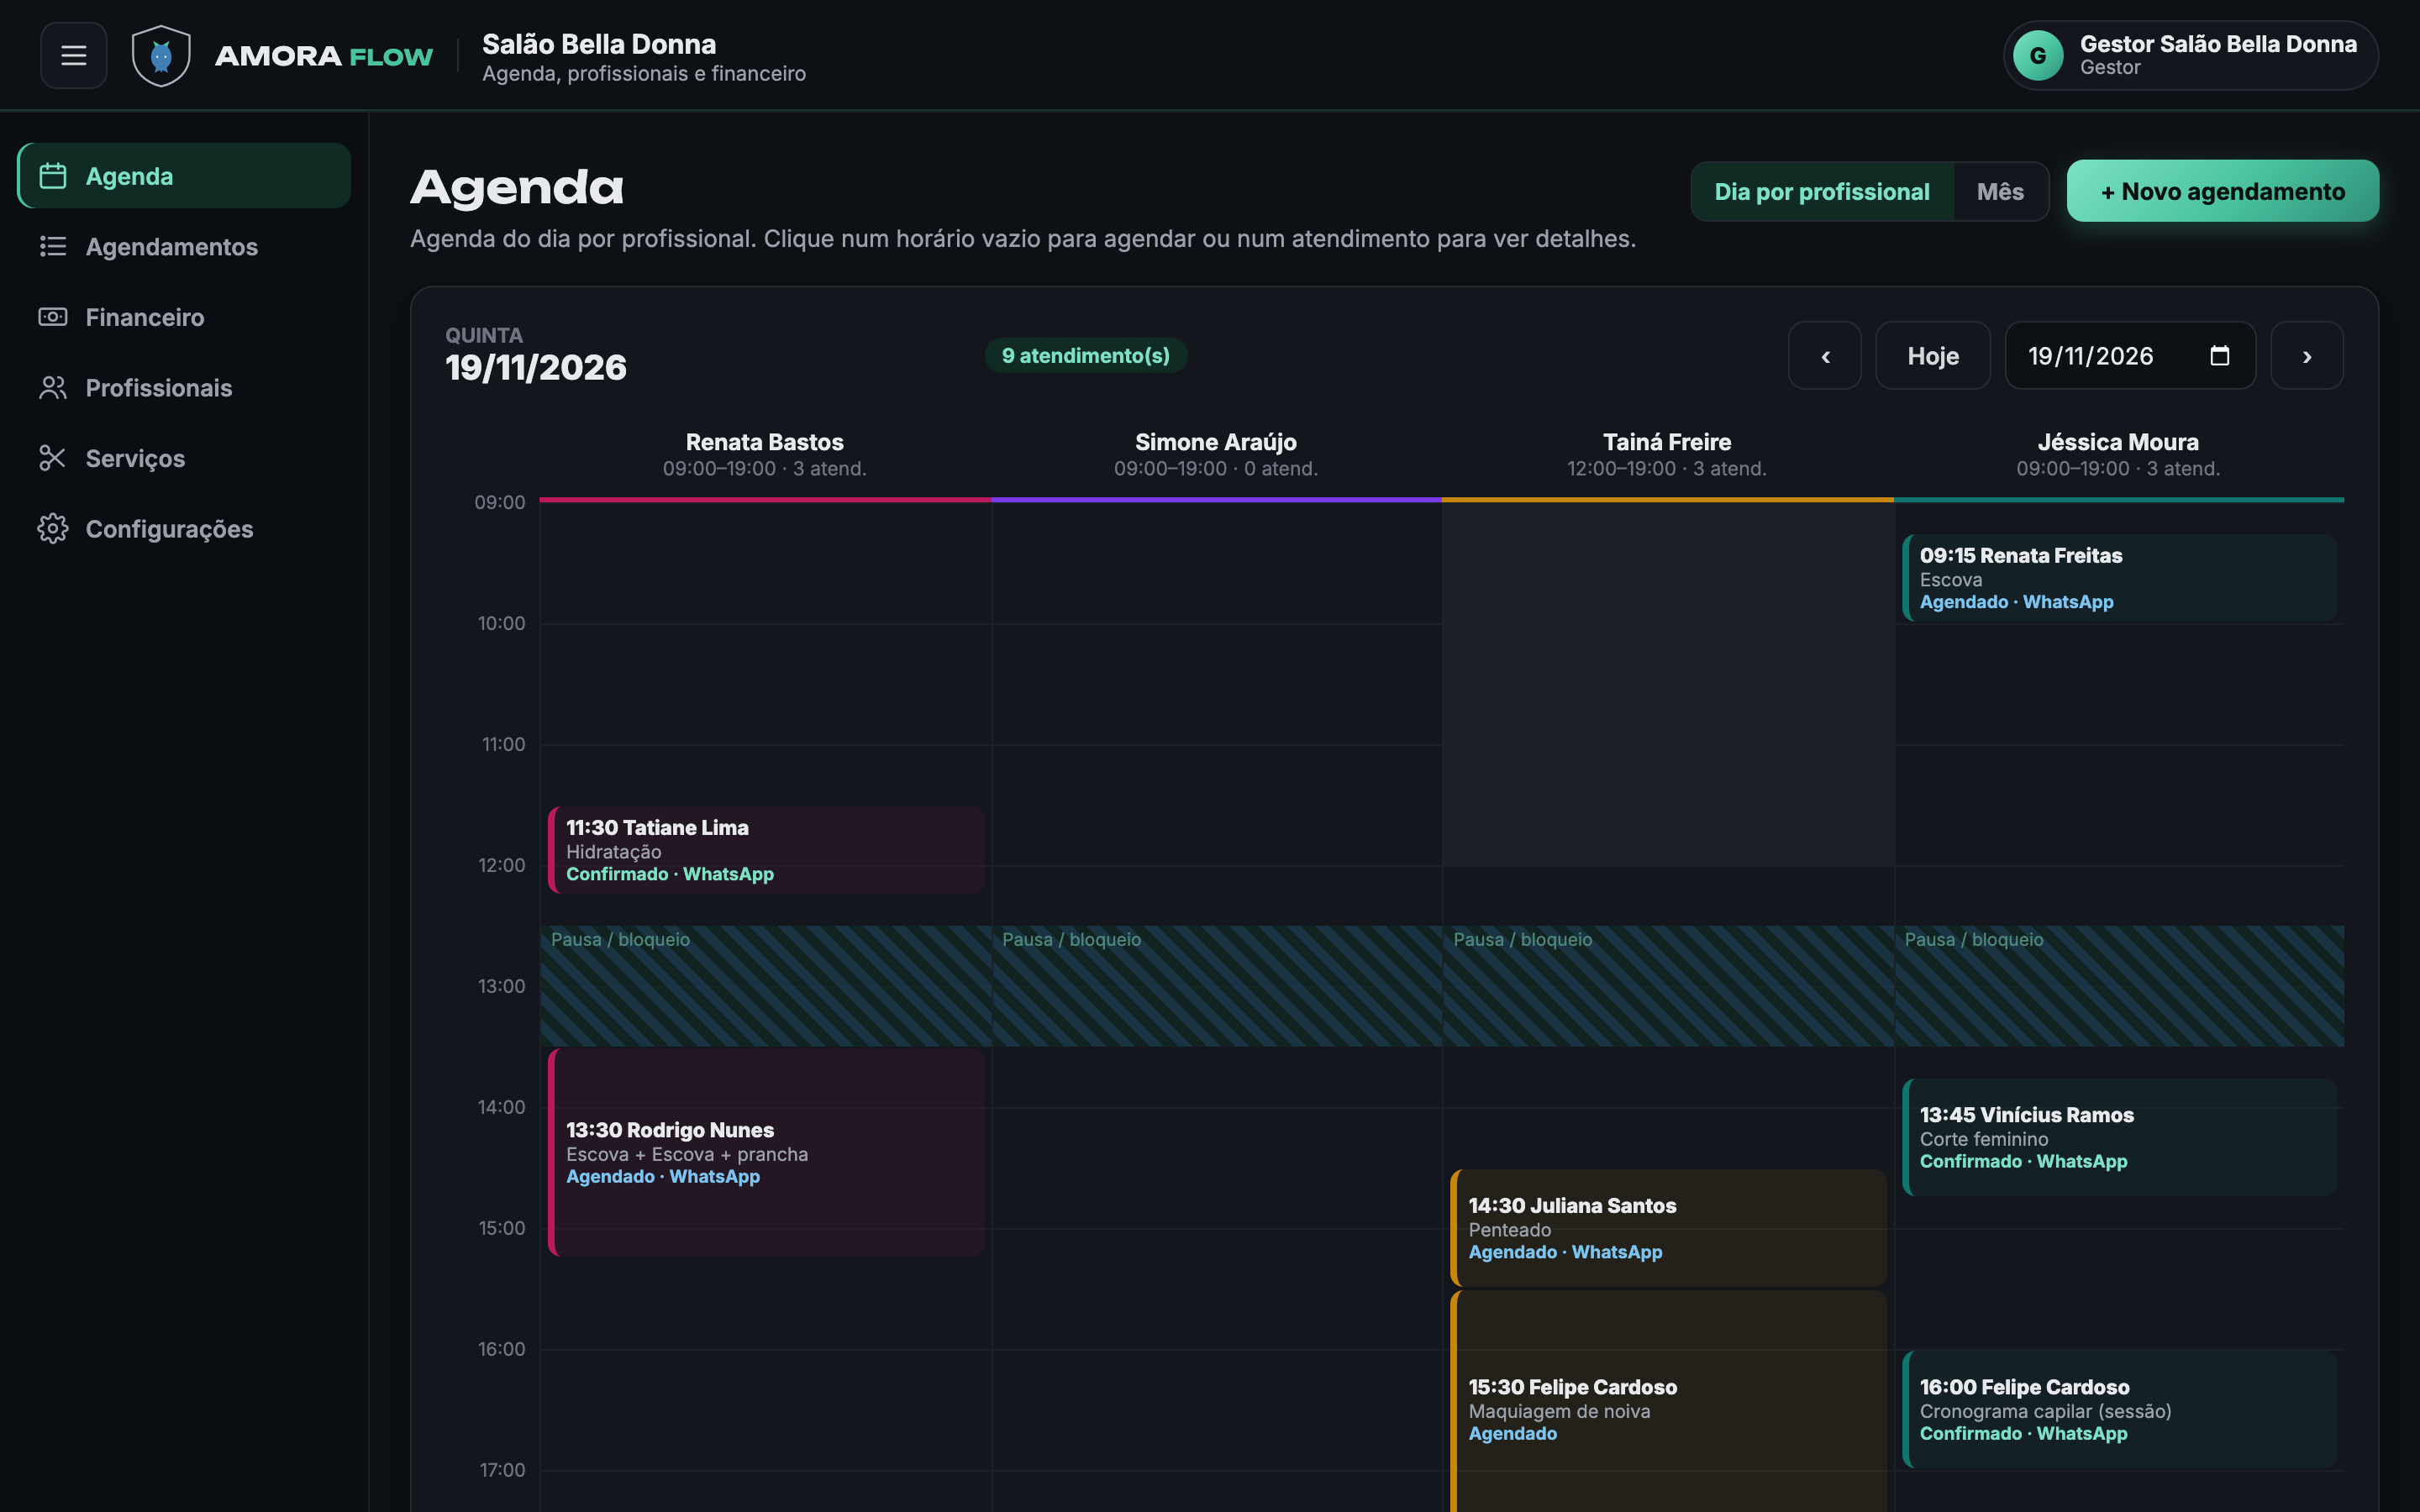 AMORA FLOW
Salão Bella Donna
Agenda, profissionais e financeiro
G
Gestor Salão Bella Donna
Gestor
Agenda
Agendamentos
Financeiro
Profissionais
Serviços
Configurações
Agenda
Agenda do dia por profissional. Clique num horário vazio para agendar ou num atendimento para ver detalhes.
Dia por profissional
Mês
+ Novo agendamento
QUINTA
19/11/2026
9 atendimento(s)
‹
Hoje
19/11/2026
›
Renata Bastos
09:00–19:00 · 3 atend.
Simone Araújo
09:00–19:00 · 0 atend.
Tainá Freire
12:00–19:00 · 3 atend.
Jéssica Moura
09:00–19:00 · 3 atend.
09:00
09:15 Renata Freitas
Escova
Agendado · WhatsApp
10:00
11:00
11:30 Tatiane Lima
Hidratação
Confirmado · WhatsApp
12:00
Pausa / bloqueio
Pausa / bloqueio
Pausa / bloqueio
Pausa / bloqueio
13:00
13:30 Rodrigo Nunes
Escova + Escova + prancha
Agendado · WhatsApp
13:45 Vinícius Ramos
Corte feminino
Confirmado · WhatsApp
14:00
14:30 Juliana Santos
Penteado
Agendado · WhatsApp
15:00
15:30 Felipe Cardoso
Maquiagem de noiva
Agendado
16:00
16:00 Felipe Cardoso
Cronograma capilar (sessão)
Confirmado · WhatsApp
17:00